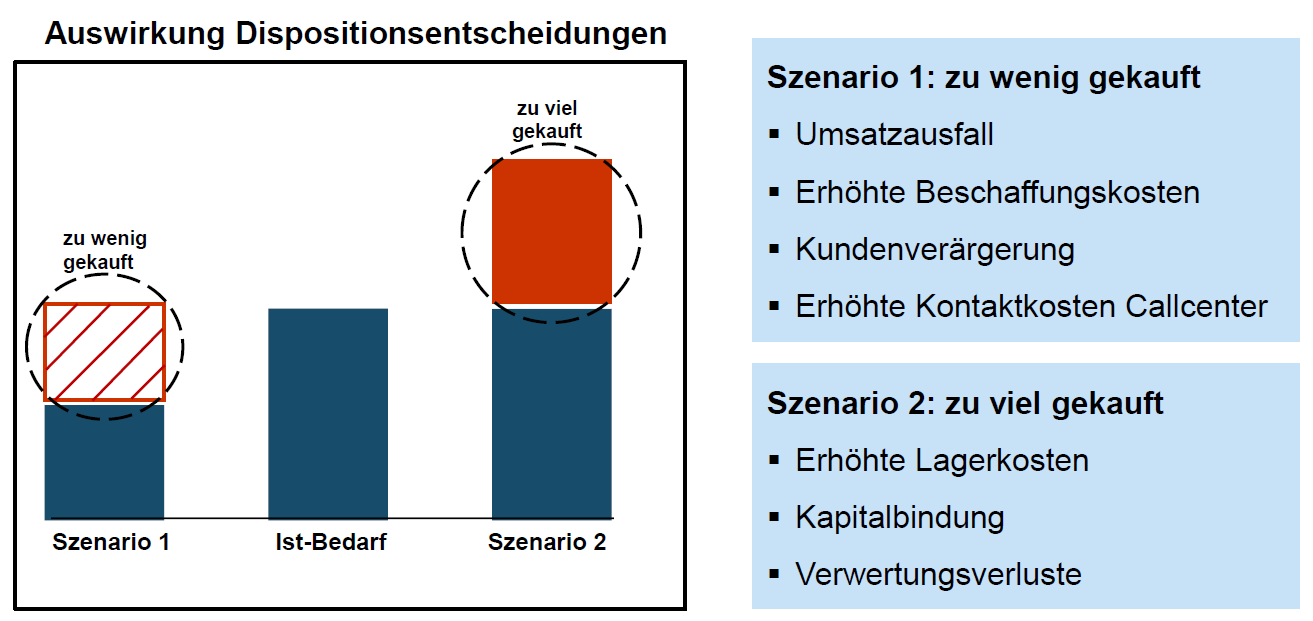 Auswirkung Dispositionsentscheidungen
zu viel
gekauft
zu wenig
gekauft
Szenario 1
Ist-Bedarf
Szenario 2
Szenario 1: zu wenig gekauft
▪ Umsatzausfall
▪ Erhöhte Beschaffungskosten
▪ Kundenverärgerung
▪ Erhöhte Kontaktkosten Callcenter
Szenario 2: zu viel gekauft
▪ Erhöhte Lagerkosten
▪ Kapitalbindung
▪ Verwertungsverluste